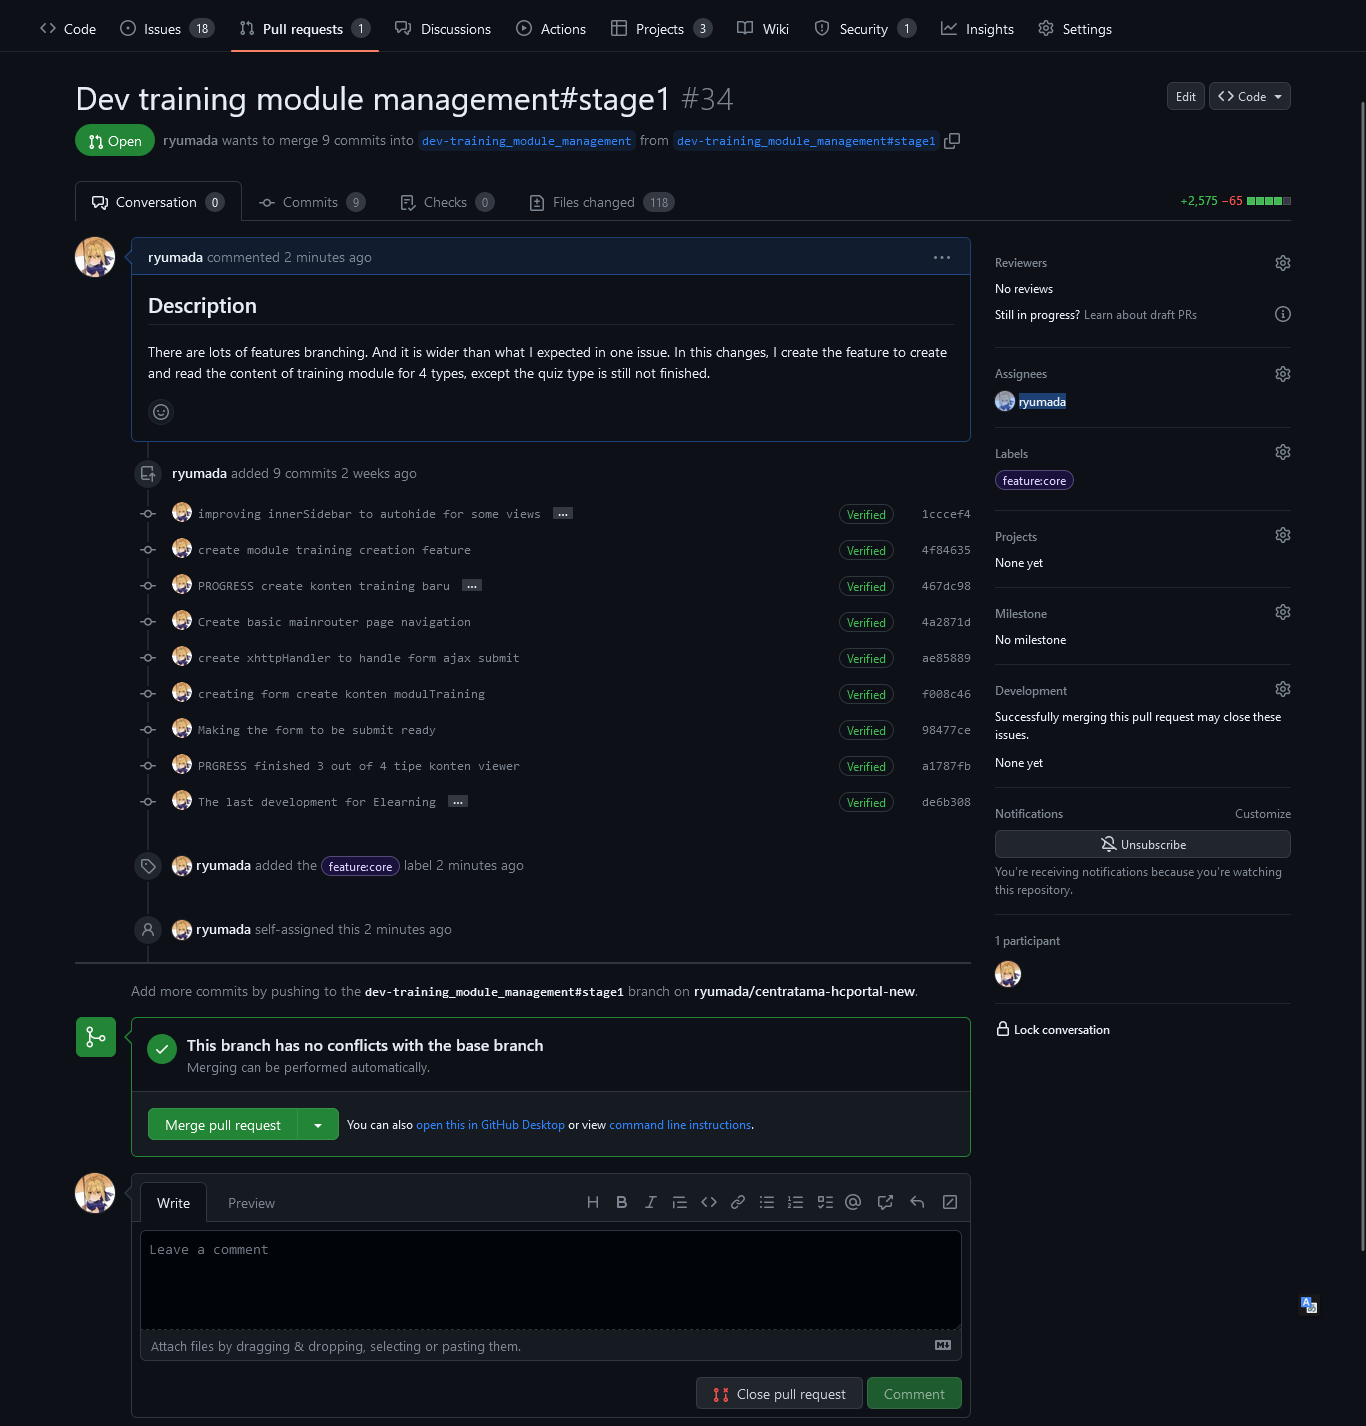 Code Issues 18 Pull requests 1 Discussions Actions Projects 3 Wiki Security 1 Insights Settings
Dev training module management#stage1 #34
Edit Code
Open ryumada wants to merge 9 commits into dev-training_module_management from dev-training_module_management#stage1
Conversation 0 Commits 9 Checks 0 Files changed 118
+2,575 −65
ryumada commented 2 minutes ago
Description
There are lots of features branching. And it is wider than what I expected in one issue. In this changes, I create the feature to create
and read the content of training module for 4 types, except the quiz type is still not finished.
ryumada added 9 commits 2 weeks ago
improving innerSidebar to autohide for some views … Verified 1cccef4
create module training creation feature Verified 4f84635
PROGRESS create konten training baru … Verified 467dc98
Create basic mainrouter page navigation Verified 4a2871d
create xhttpHandler to handle form ajax submit Verified ae85889
creating form create konten modulTraining Verified f008c46
Making the form to be submit ready Verified 98477ce
PRGRESS finished 3 out of 4 tipe konten viewer Verified a1787fb
The last development for Elearning … Verified de6b308
ryumada added the feature:core label 2 minutes ago
ryumada self-assigned this 2 minutes ago
Add more commits by pushing to the dev-training_module_management#stage1 branch on ryumada/centratama-hcportal-new.
This branch has no conflicts with the base branch
Merging can be performed automatically.
Merge pull request You can also open this in GitHub Desktop or view command line instructions.
Write Preview
Leave a comment
Attach files by dragging & dropping, selecting or pasting them.
Close pull request Comment
Reviewers
No reviews
Still in progress? Learn about draft PRs
Assignees
ryumada
Labels
feature:core
Projects
None yet
Milestone
No milestone
Development
Successfully merging this pull request may close these
issues.
None yet
Notifications Customize
Unsubscribe
You're receiving notifications because you're watching
this repository.
1 participant
Lock conversation